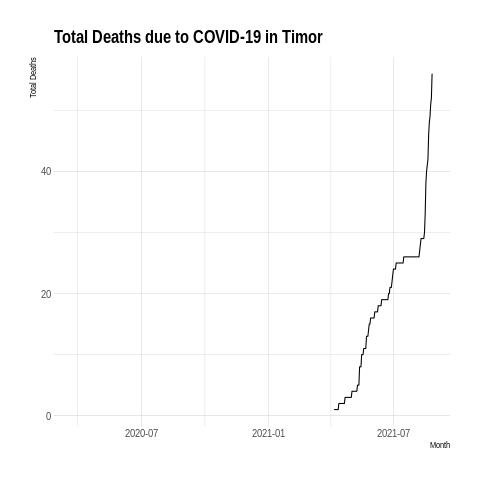 Total Deaths due to COVID-19 in Timor
Total Deaths
40
20
0
2020-07
2021-01
2021-07
Month